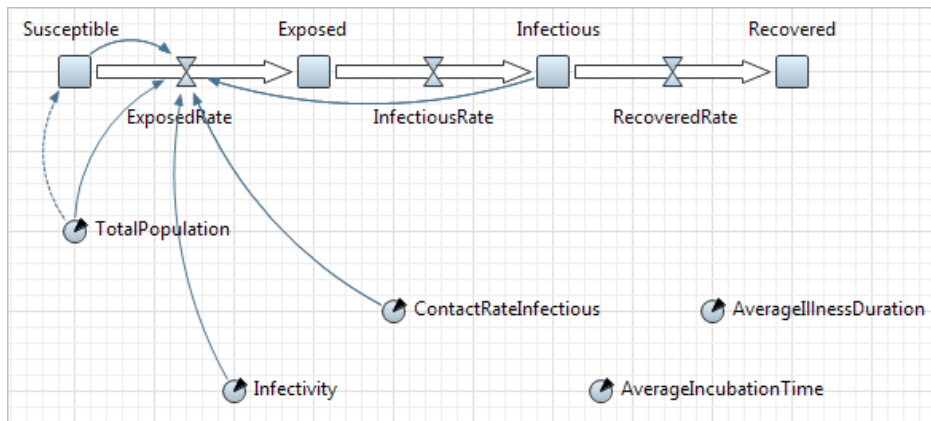 Susceptible
Exposed
Infectious
Recovered
ExposedRate
InfectiousRate
RecoveredRate
TotalPopulation
ContactRateInfectious
AverageIllnessDuration
Infectivity
AverageIncubationTime